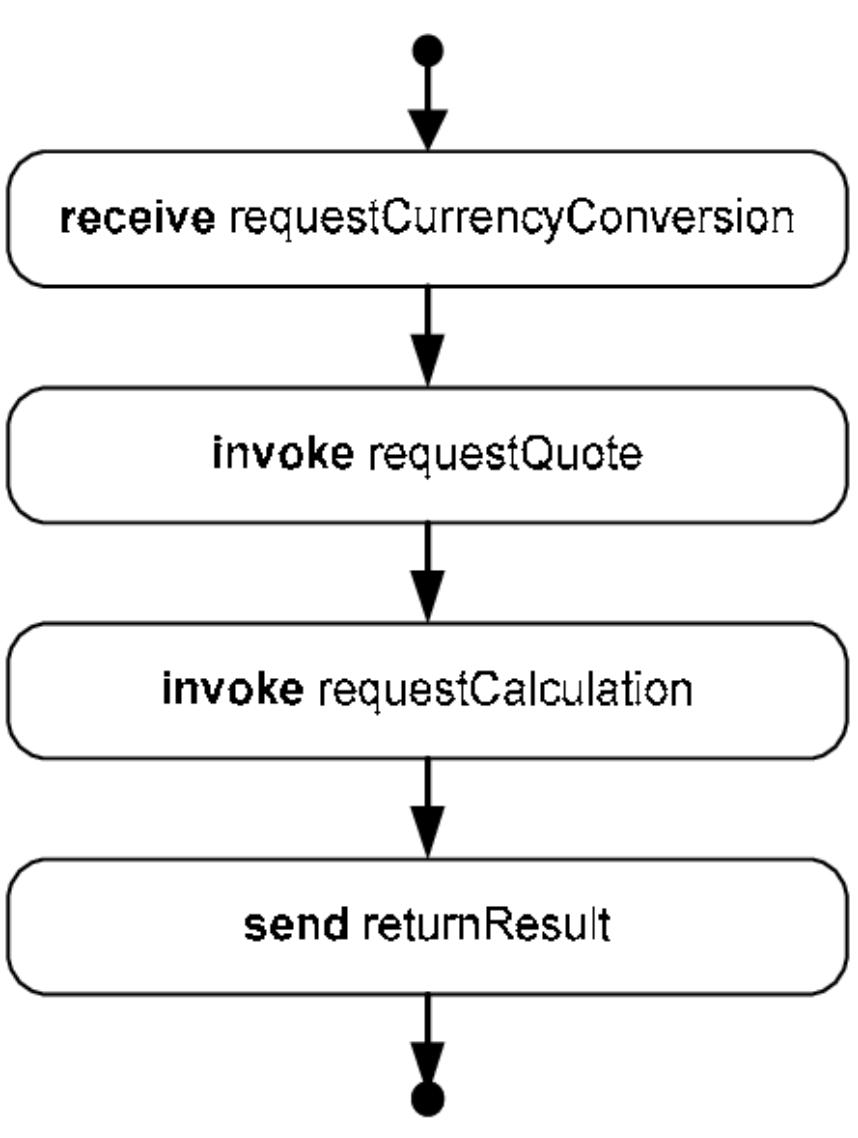 receive requestCurrencyConversion
invoke requestQuote
invoke requestCalculation
send returnResult